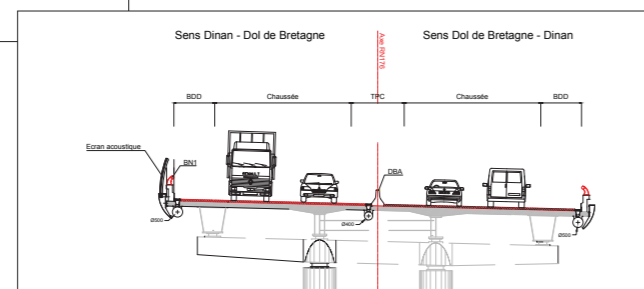 Sens Dinan - Dol de Bretagne
Sens Dol de Bretagne - Dinan
Axe RN176
BDD
Chaussée
TPC
Chaussée
BDD
Ecran acoustique
BN1
DBA
RENAULT
Ø500
Ø400
Ø500